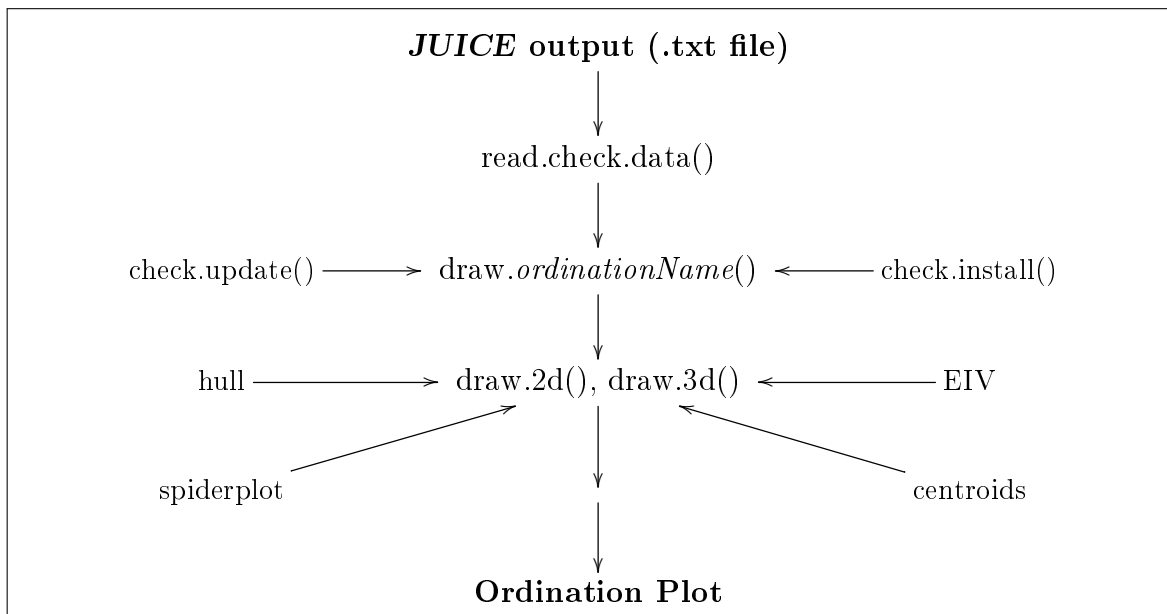 JUICE output (.txt file)
read.check.data()
check.update()
draw.ordinationName()
check.install()
hull
draw.2d(), draw.3d()
EIV
spiderplot
centroids
Ordination Plot